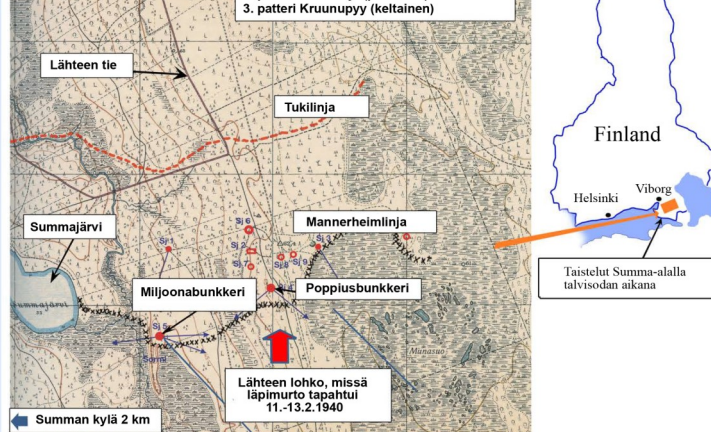 3. patteri Kruunupyy (keltainen)
Lähteen tie
Tukilinja
Finland
Viborg
Helsinki
Summajärvi
Mannerheimlinja
Sj 6
Sj 2
Sj 7
Sj 8
Sj 9
Sj 3
Sj 1
Taistelut Summa-alalla
talvisodan aikana
Miljoonabunkkeri
Poppiusbunkkeri
Summajärvi
Sj 5
Munasuo
Lähteen lohko, missä
läpimurto tapahtui
11.-13.2.1940
Summan kylä 2 km